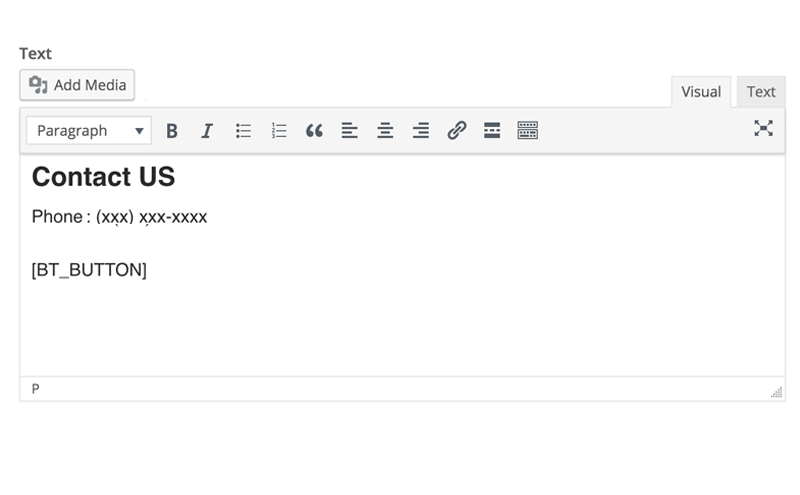 Text
Add Media
Visual Text
Paragraph
Contact US
Phone : (xxx) xxx-xxxx
[BT_BUTTON]
P